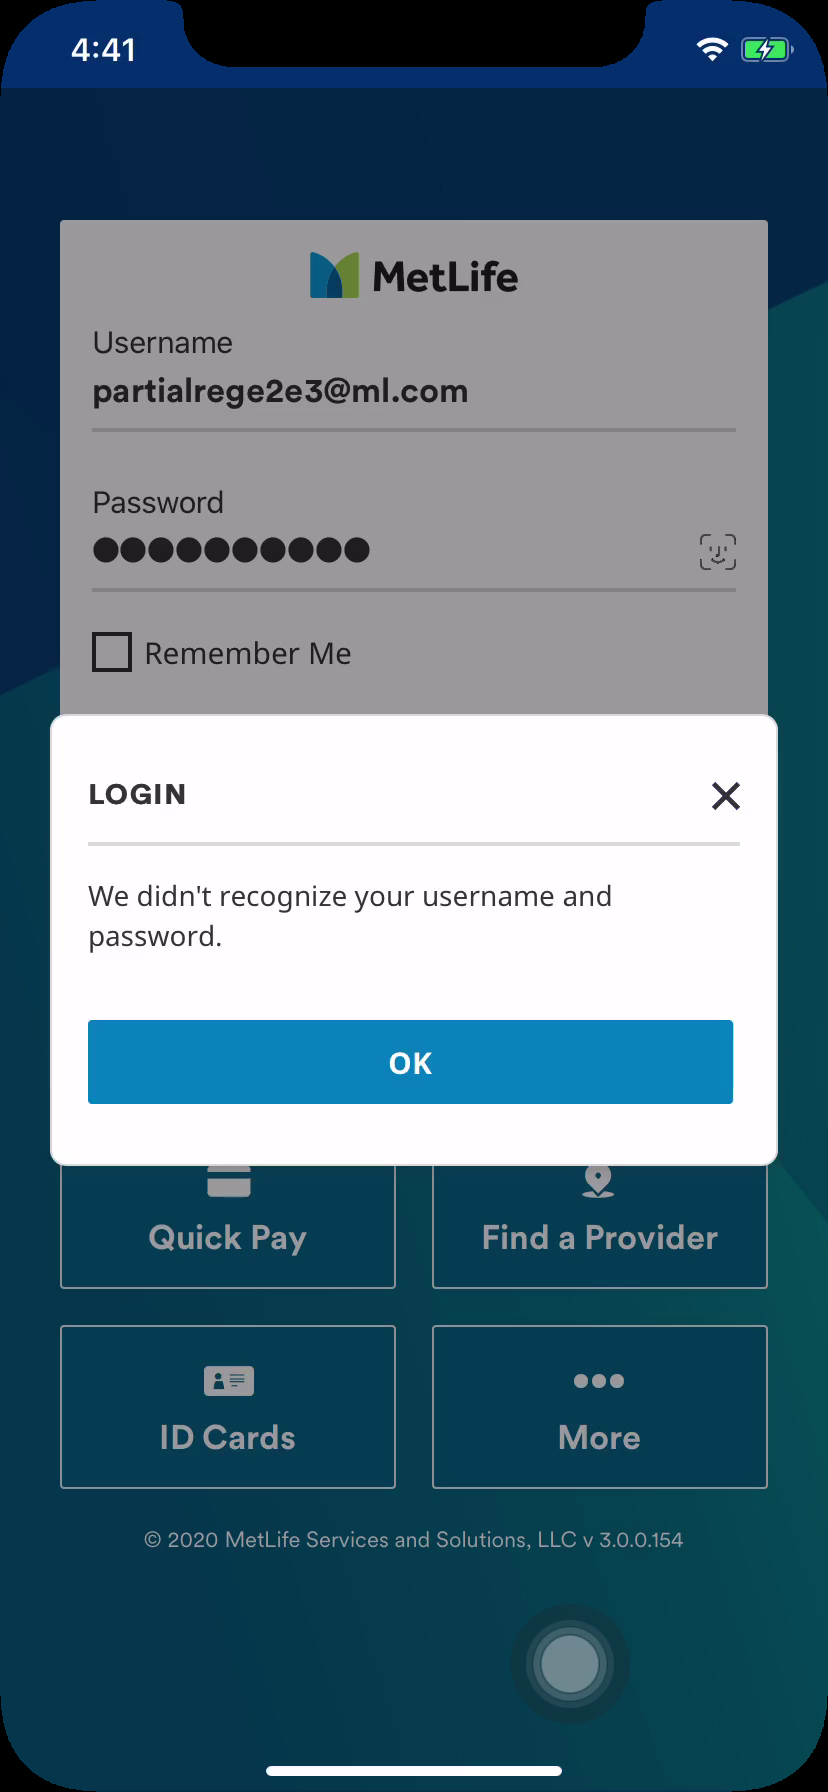 4:41
MetLife
Username
partialrege2e3@ml.com
Password
Remember Me
LOGIN
We didn't recognize your username and
password.
OK
Quick Pay
Find a Provider
ID Cards
More
© 2020 MetLife Services and Solutions, LLC v 3.0.0.154